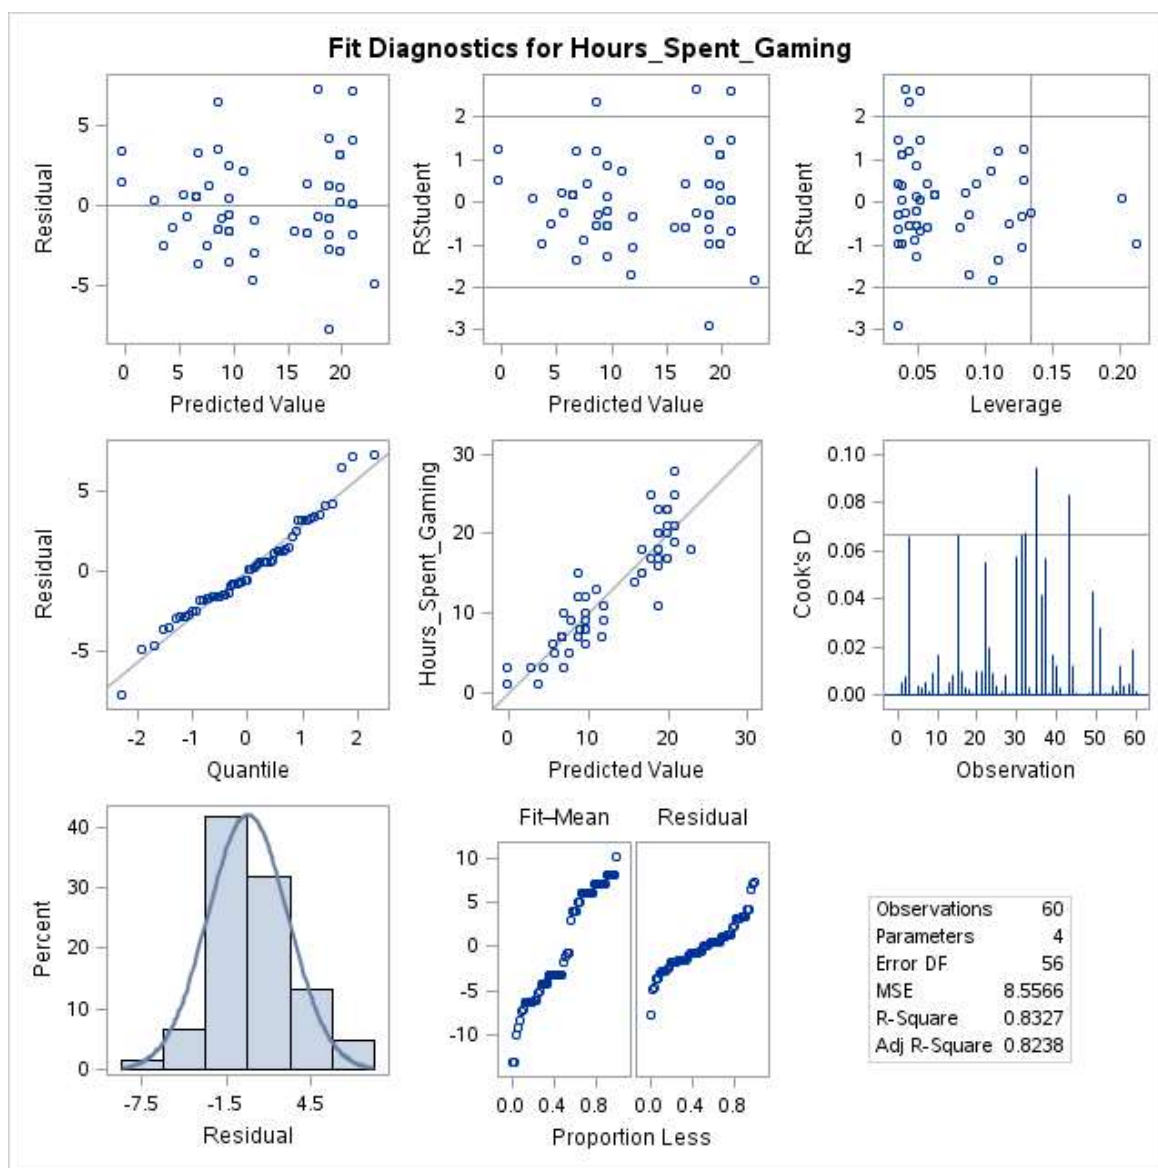 Fit Diagnostics for Hours_Spent_Gaming
Residual
5
0
-5
0 5 10 15 20
Predicted Value
RStudent
2
1
0
-1
-2
-3
0 5 10 15 20
Predicted Value
RStudent
2
1
0
-1
-2
-3
0.05 0.10 0.15 0.20
Leverage
Residual
5
0
-5
-2 -1 0 1 2
Quantile
Hours_Spent_Gaming
30
20
10
0
0 10 20 30
Predicted Value
Cook's D
0.10
0.08
0.06
0.04
0.02
0.00
0 10 20 30 40 50 60
Observation
Percent
40
30
20
10
0
-7.5 -1.5 4.5
Residual
Fit–Mean Residual
10
5
0
-5
-10
0.0 0.4 0.8 0.0 0.4 0.8
Proportion Less
Observations 60
Parameters 4
Error DF 56
MSE 8.5566
R-Square 0.8327
Adj R-Square 0.8238